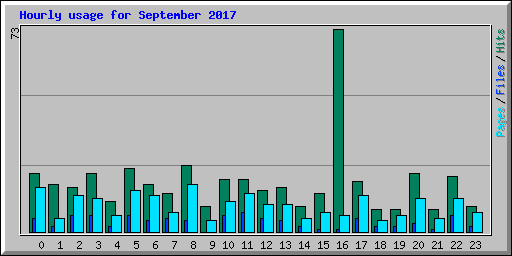 Hourly usage for September 2017
73
Pages/Files/Hits
0 1 2 3 4 5 6 7 8 9 10 11 12 13 14 15 16 17 18 19 20 21 22 23